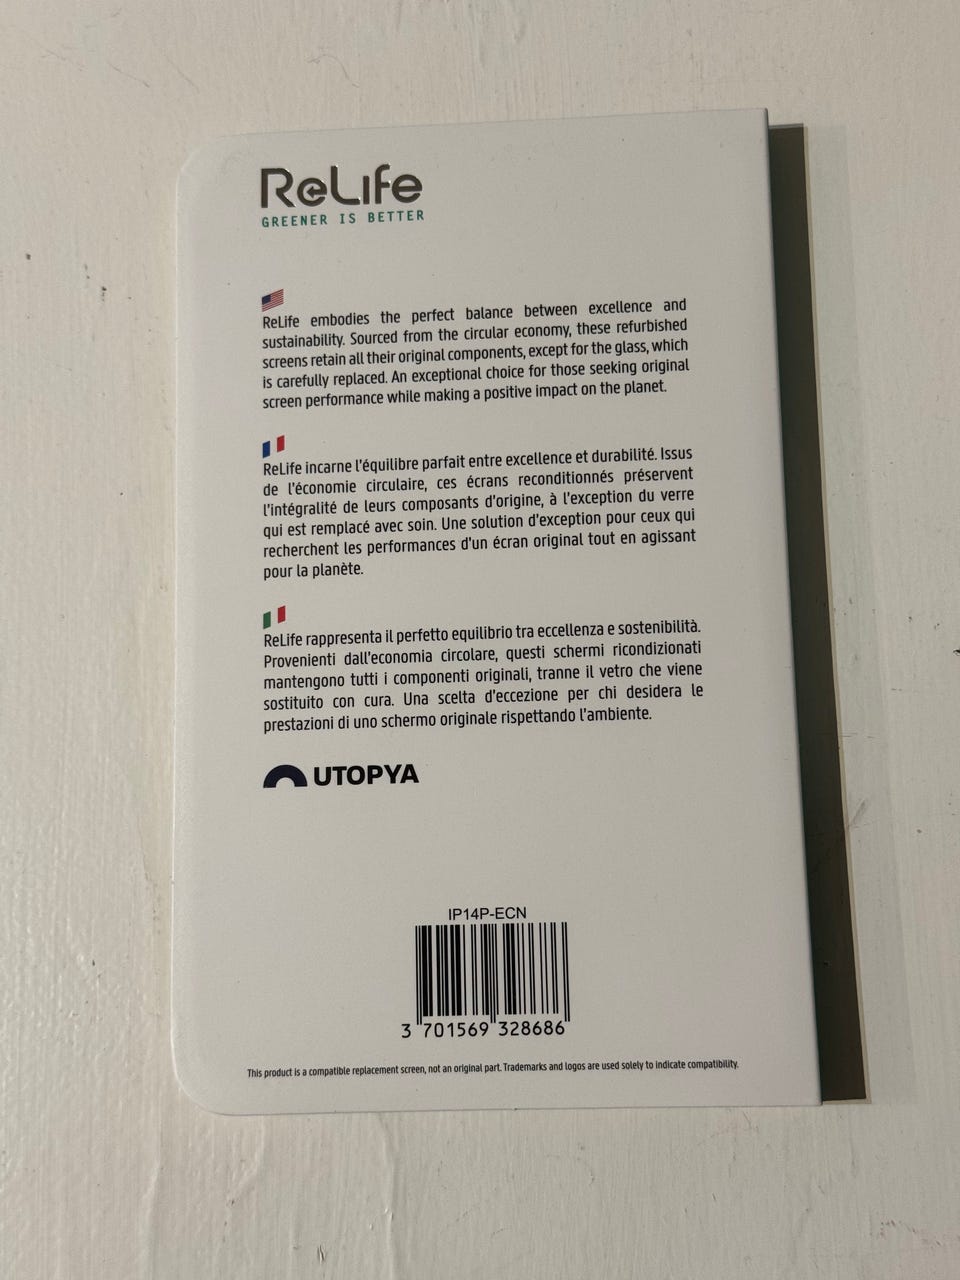 ReLife
GREENER IS BETTER
ReLife embodies the perfect balance between excellence and
sustainability. Sourced from the circular economy, these refurbished
screens retain all their original components, except for the glass, which
is carefully replaced. An exceptional choice for those seeking original
screen performance while making a positive impact on the planet.
ReLife incarne l'équilibre parfait entre excellence et durabilité. Issus
de l'économie circulaire, ces écrans reconditionnés préservent
l'intégralité de leurs composants d'origine, à l'exception du verre
qui est remplacé avec soin. Une solution d'exception pour ceux qui
recherchent les performances d'un écran original tout en agissant
pour la planète.
ReLife rappresenta il perfetto equilibrio tra eccellenza e sostenibilità.
Provenienti dall'economia circolare, questi schermi ricondizionati
mantengono tutti i componenti originali, tranne il vetro che viene
sostituito con cura. Una scelta d'eccezione per chi desidera le
prestazioni di uno schermo originale rispettando l'ambiente.
UTOPYA
IP14P-ECN
3 701569 328686
This product is a compatible replacement screen, not an original part. Trademarks and logos are used solely to indicate compatibility.